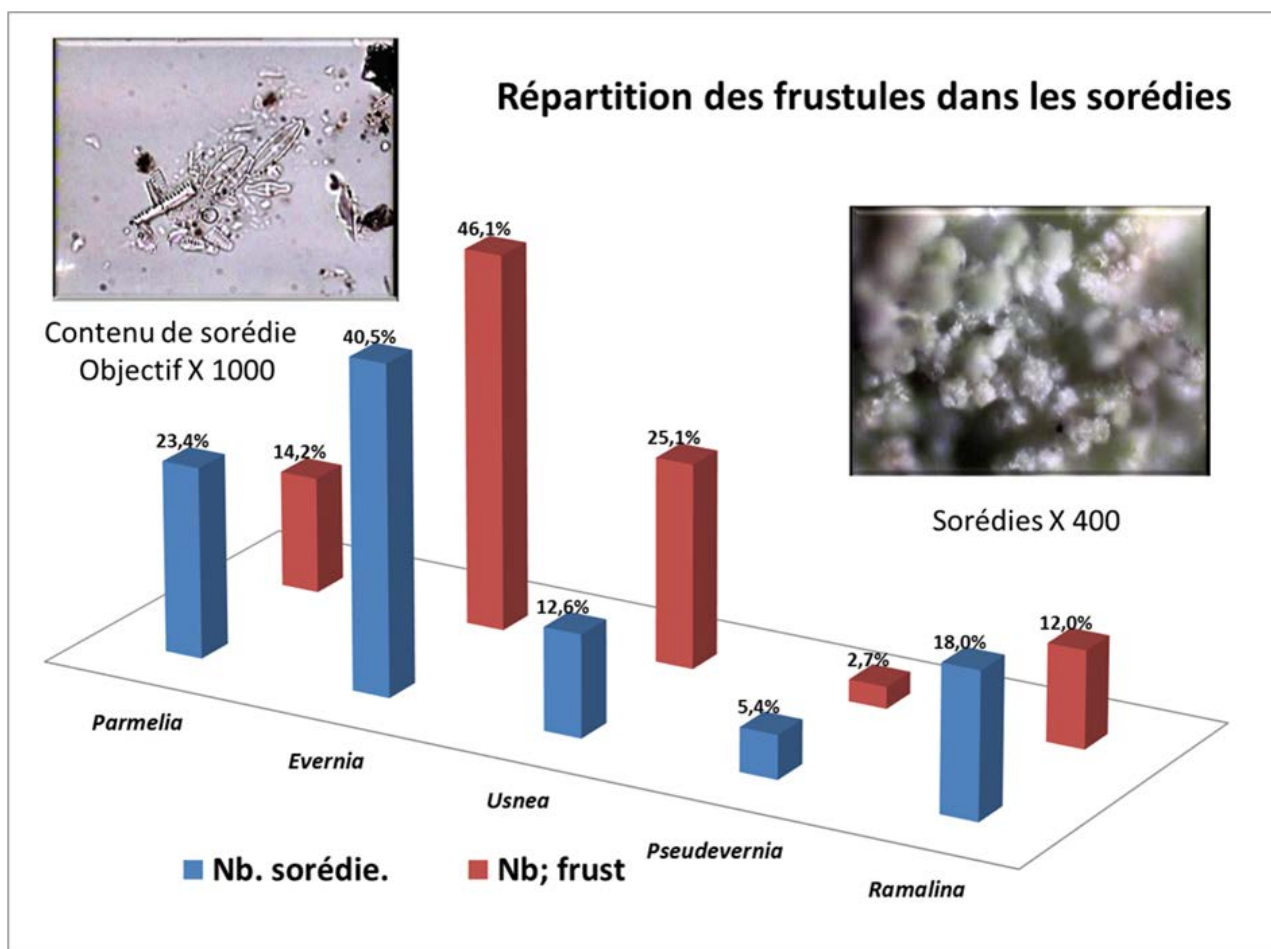 Répartition des frustules dans les sorédies
Contenu de sorédie
Objectif X 1000
Sorédies X 400
23,4%
14,2%
40,5%
46,1%
12,6%
25,1%
5,4%
2,7%
18,0%
12,0%
Parmelia
Evernia
Usnea
Pseudevernia
Ramalina
Nb. sorédie.
Nb; frust